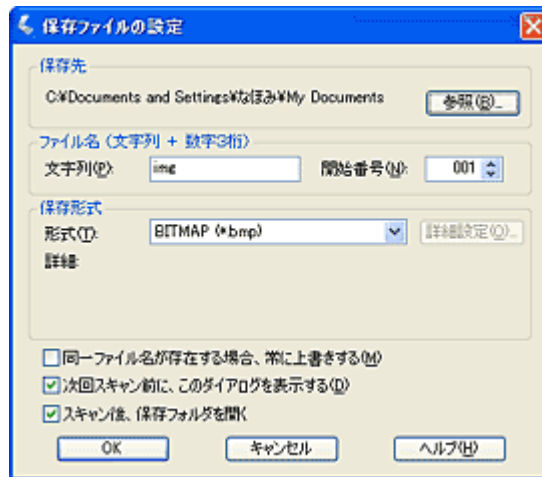 保存ファイルの設定
保存先
C:¥Documents and Settings¥なほみ¥My Documents
参照(B)...
ファイル名 (文字列 + 数字3桁)
文字列(P): img 開始番号(N): 001
保存形式
形式(T): BITMAP (*.bmp) 詳細設定(O)...
詳細:
同一ファイル名が存在する場合、常に上書きする(M)
次回スキャン前に、このダイアログを表示する(D)
スキャン後、保存フォルダを開く
OK キャンセル ヘルプ(H)